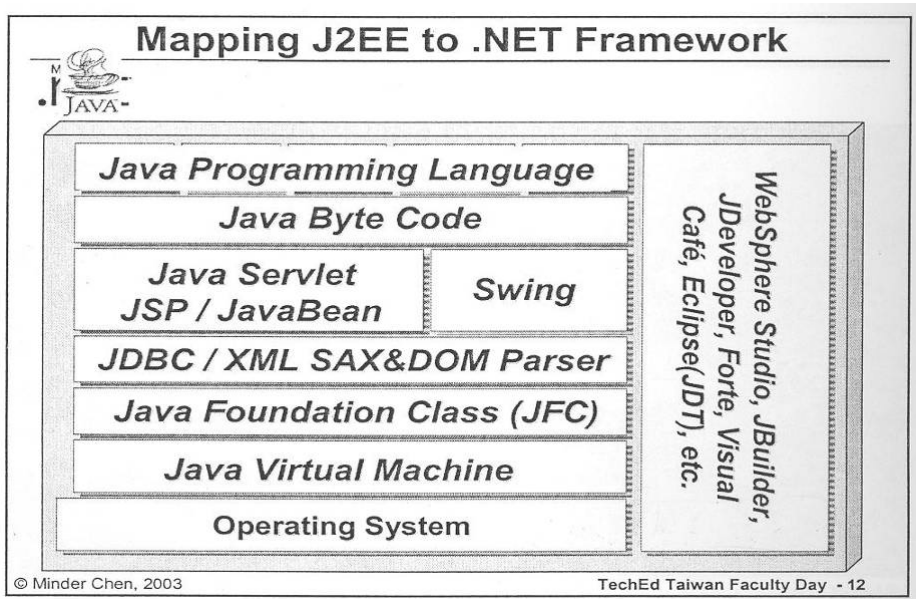 Mapping J2EE to .NET Framework
JAVA
Java Programming Language
Java Byte Code
Java Servlet
JSP / JavaBean
Swing
JDBC / XML SAX&DOM Parser
Java Foundation Class (JFC)
Java Virtual Machine
Operating System
WebSphere Studio, JBuilder,
JDeveloper, Forte, Visual
Café, Eclipse(JDT), etc.
© Minder Chen, 2003
TechEd Taiwan Faculty Day - 12